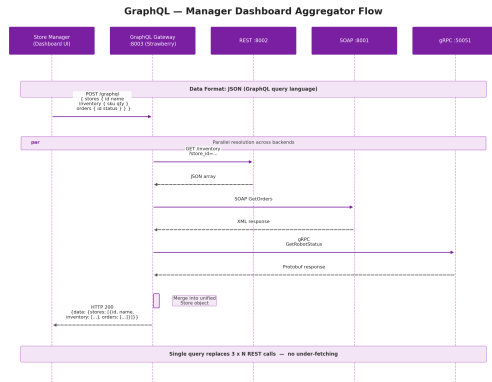 GraphQL — Manager Dashboard Aggregator Flow
Store Manager
(Dashboard UI)
GraphQL Gateway
:8003 (Strawberry)
REST :8002
SOAP :8001
gRPC :50051
Data Format: JSON (GraphQL query language)
POST /graphql
{ stores { id name
inventory { sku qty }
orders { id status } } }
par
Parallel resolution across backends
GET /inventory
?store_id=...
JSON array
SOAP GetOrders
XML response
gRPC
GetRobotStatus
Protobuf response
Merge into unified
Store object
HTTP 200
{data: {stores: [{id, name,
inventory: [...], orders: [...]}]}}
Single query replaces 3 x N REST calls — no under-fetching